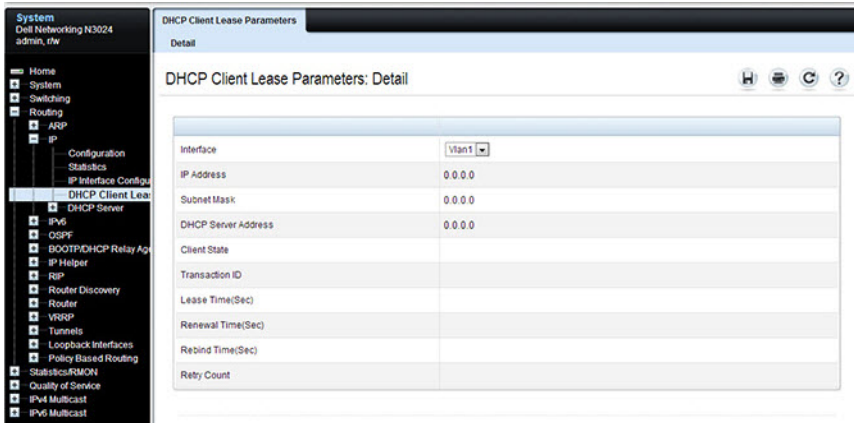 System
Dell Networking N3024
admin, r/w
Home
System
Switching
Routing
ARP
IP
Configuration
Statistics
IP Interface Configu
DHCP Client Leas
DHCP Server
IPv6
OSPF
BOOTP/DHCP Relay Age
IP Helper
RIP
Router Discovery
Router
VRRP
Tunnels
Loopback Interfaces
Policy Based Routing
Statistics/RMON
Quality of Service
IPv4 Multicast
IPv6 Multicast
DHCP Client Lease Parameters
Detail
DHCP Client Lease Parameters: Detail
Interface Vlan1
IP Address 0.0.0.0
Subnet Mask 0.0.0.0
DHCP Server Address 0.0.0.0
Client State
Transaction ID
Lease Time(Sec)
Renewal Time(Sec)
Rebind Time(Sec)
Retry Count